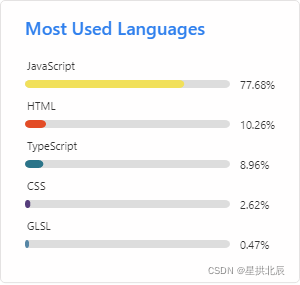 Most Used Languages
JavaScript
77.68%
HTML
10.26%
TypeScript
8.96%
CSS
2.62%
GLSL
0.47%
CSDN @星拱北辰